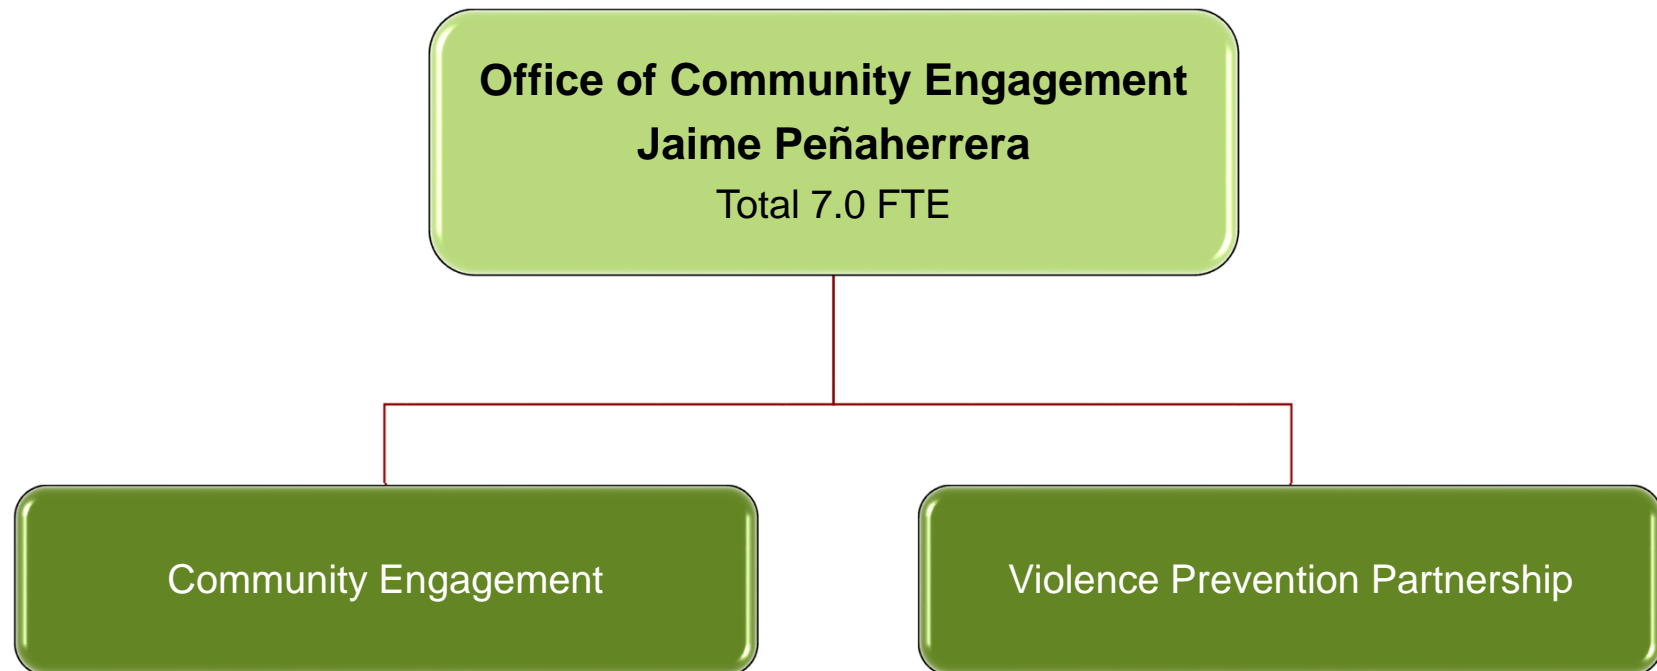 Office of Community Engagement
Jaime Peñaherrera
Total 7.0 FTE
Community Engagement
Violence Prevention Partnership